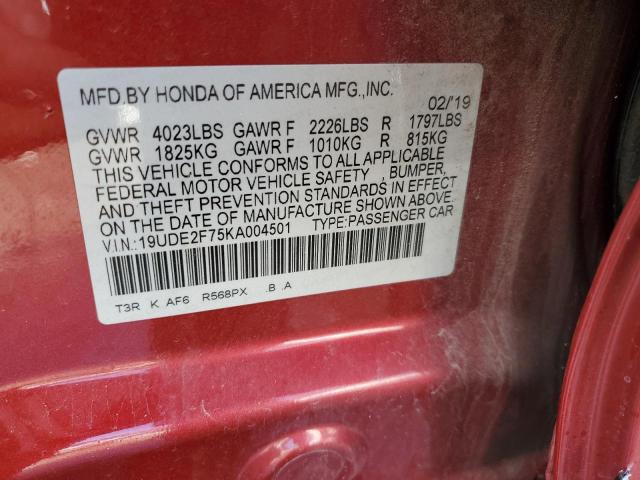 MFD.BY HONDA OF AMERICA MFG.,INC.
02/'19
GVWR 4023LBS GAWR F 2226LBS R 1797LBS
GVWR 1825KG GAWR F 1010KG R 815KG
THIS VEHICLE CONFORMS TO ALL APPLICABLE
FEDERAL MOTOR VEHICLE SAFETY , BUMPER,
AND THEFT PREVENTION STANDARDS IN EFFECT
ON THE DATE OF MANUFACTURE SHOWN ABOVE.
V.I.N.: 19UDE2F75KA004501 TYPE:PASSENGER CAR
T3R K AF6 R568PX .B .A